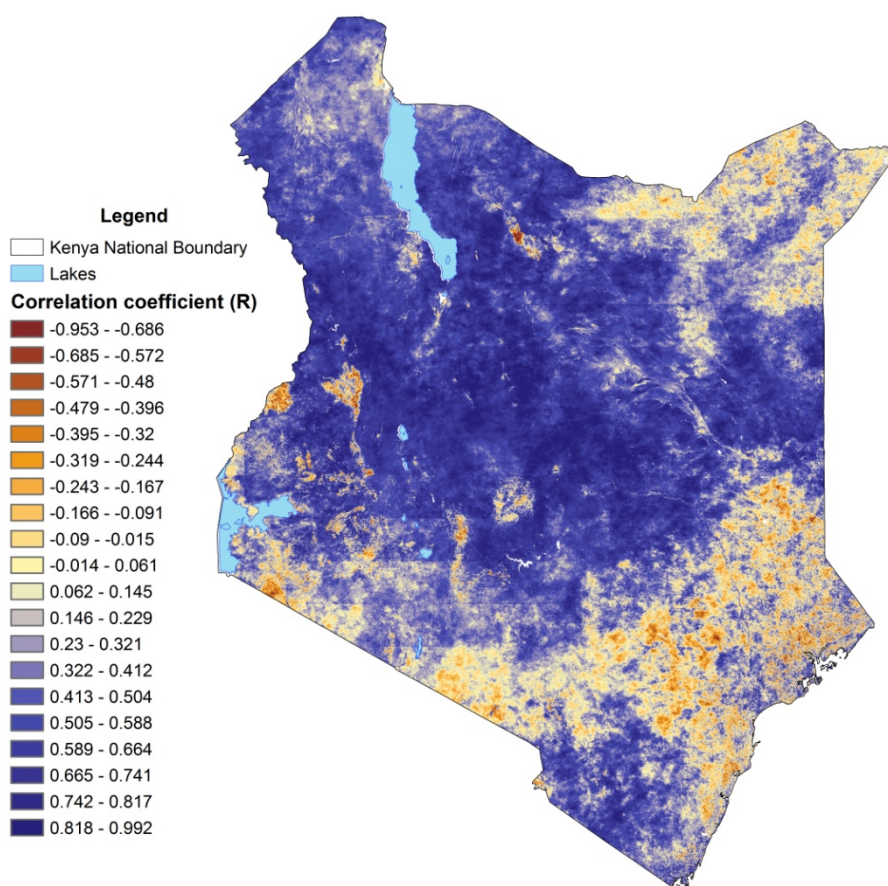 Legend
Kenya National Boundary
Lakes
Correlation coefficient (R)
-0.953 - -0.686
-0.685 - -0.572
-0.571 - -0.48
-0.479 - -0.396
-0.395 - -0.32
-0.319 - -0.244
-0.243 - -0.167
-0.166 - -0.091
-0.09 - -0.015
-0.014 - 0.061
0.062 - 0.145
0.146 - 0.229
0.23 - 0.321
0.322 - 0.412
0.413 - 0.504
0.505 - 0.588
0.589 - 0.664
0.665 - 0.741
0.742 - 0.817
0.818 - 0.992